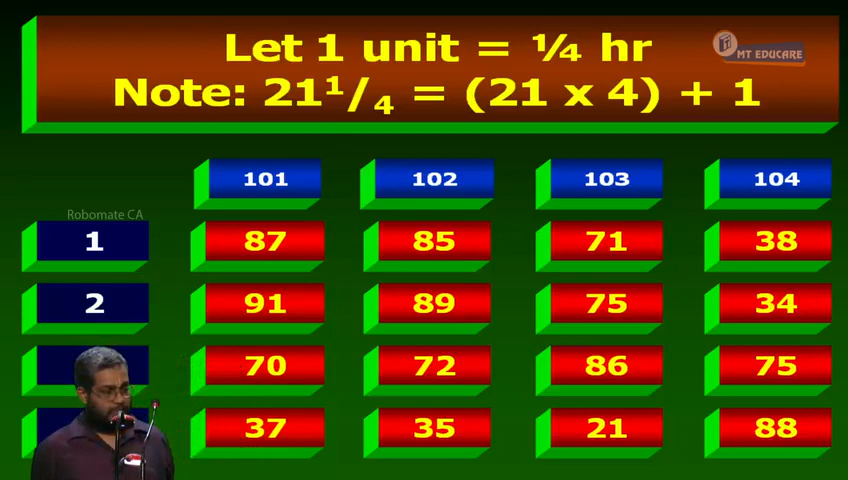 Let 1 unit = ¼ hr
MT EDUCARE
Note: 21¹/₄ = (21 x 4) + 1
101 102 103 104
Robomate CA
1 87 85 71 38
2 91 89 75 34
70 72 86 75
37 35 21 88